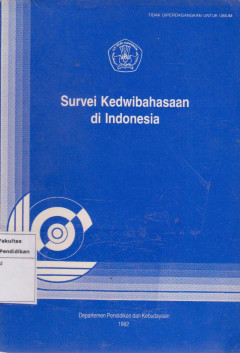 TIDAK DIPERDAGANGKAN UNTUK UMUM
Survei Kedwibahasaan
di Indonesia
Fakultas
Pendidikan
Departemen Pendidikan dan Kebudayaan
1992